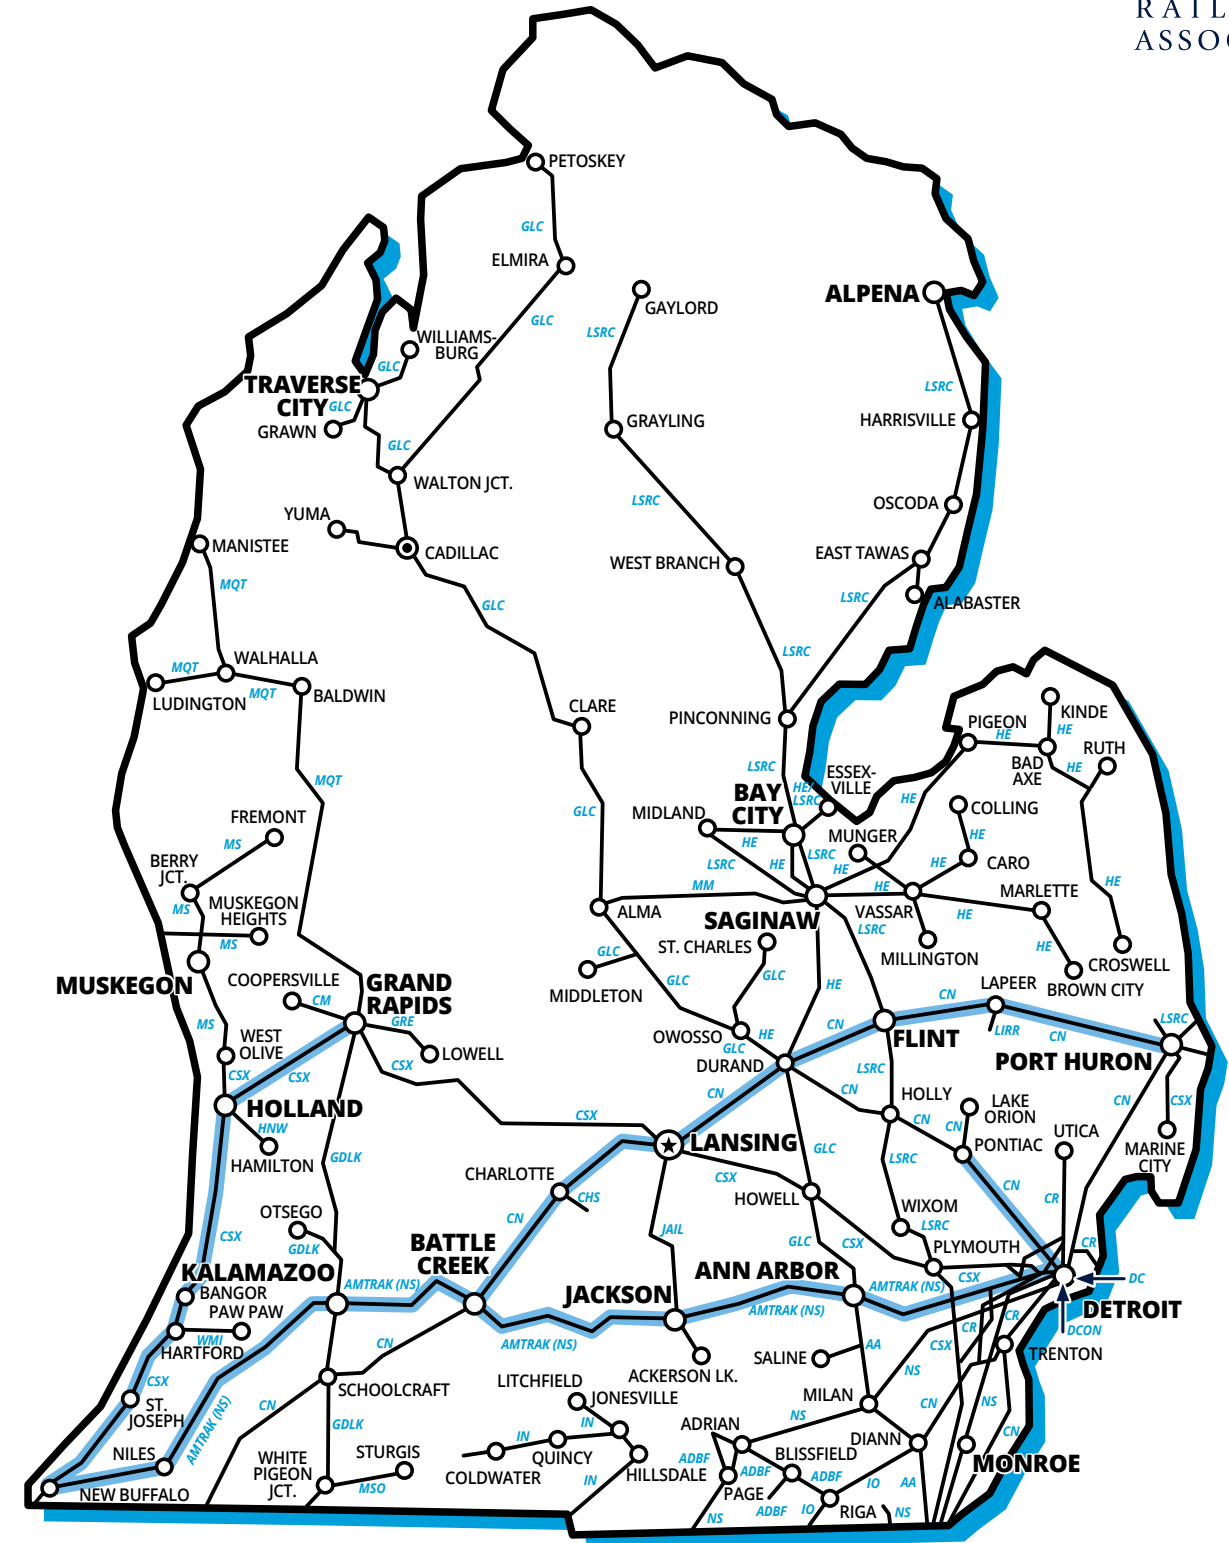 RAIL
ASSO
PETOSKEY
GLC
ELMIRA
GLC
GAYLORD
LSRC
ALPENA
WILLIAMS-
BURG
GLC
TRAVERSE
CITY
GLC
GRAWN
LSRC
HARRISVILLE
GRAYLING
GLC
WALTON JCT.
LSRC
OSCODA
YUMA
MANISTEE
CADILLAC
EAST TAWAS
WEST BRANCH
MQT
GLC
LSRC
ALABASTER
WALHALLA
LSRC
MQT
MQT
LUDINGTON
BALDWIN
CLARE
PINCONNING
KINDE
PIGEON
HE
HE
RUTH
BAD
AXE
HE
MQT
LSRC
ESSEX-
VILLE
HE/
LSRC
BAY
CITY
HE
COLLING
GLC
MIDLAND
FREMONT
MS
HE
MUNGER
HE
LSRC
HE
LSRC
HE
HE
CARO
BERRY
JCT.
MS
MM
HE
MARLETTE
HE
MUSKEGON
HEIGHTS
MS
ALMA
SAGINAW
VASSAR
LSRC
HE
HE
ST. CHARLES
MILLINGTON
CROSWELL
GLC
GLC
GLC
HE
MIDDLETON
BROWN CITY
MUSKEGON
COOPERSVILLE
CM
GRAND
RAPIDS
GRE
LAPEER
CN
LIRR
CN
LSRC
MS
WEST
OLIVE
LOWELL
CSX
OWOSSO
HE
GLC
CN
FLINT
PORT HURON
DURAND
LSRC
CSX
CSX
CN
CN
HOLLAND
HNW
HAMILTON
CSX
HOLLY
CN
LAKE
ORION
CN
CN
CSX
UTICA
MARINE
CITY
LANSING
PONTIAC
GDLK
GLC
LSRC
CHARLOTTE
CHS
CSX
HOWELL
CN
CR
CN
OTSEGO
GDLK
CSX
WIXOM
LSRC
JAIL
BATTLE
CREEK
GLC
CSX
PLYMOUTH
CR
KALAMAZOO
BANGOR
AMTRAK (NS)
ANN ARBOR
AMTRAK (NS)
CSX
DC
PAW PAW
WMI
HARTFORD
JACKSON
AMTRAK (NS)
DETROIT
CR
CR
DCON
AMTRAK (NS)
CN
CSX
AA
TRENTON
SALINE
CSX
ACKERSON LK.
NS
SCHOOLCRAFT
LITCHFIELD
JONESVILLE
MILAN
ST.
JOSEPH
CN
AMTRAK (NS)
GDLK
NS
CN
NS
IN
IN
ADRIAN
CN
DIANN
NILES
WHITE
PIGEON
JCT.
STURGIS
MSO
COLDWATER
QUINCY
HILLSDALE
IN
ADBF
ADBF
BLISSFIELD
ADBF
MONROE
IO
AA
NEW BUFFALO
PAGE
ADBF
IO
NS
RIGA
NS